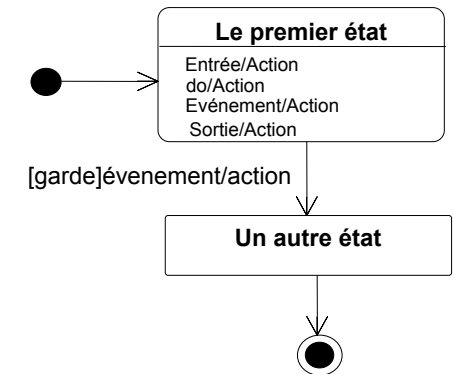 Le premier état
Entrée/Action
do/Action
Evénement/Action
Sortie/Action
[garde]évenement/action
Un autre état